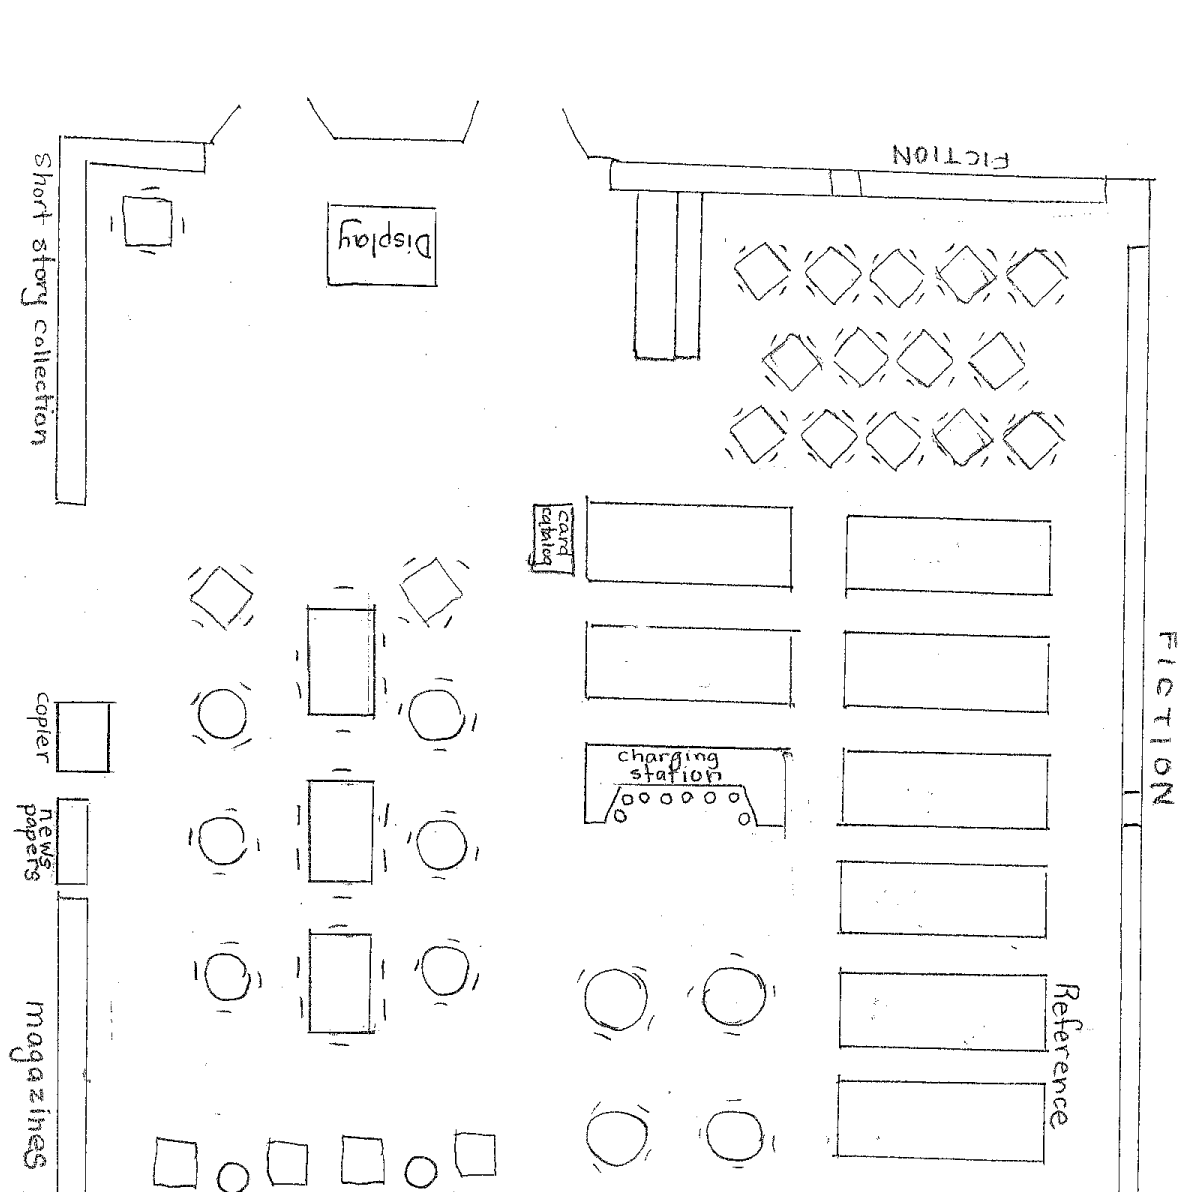 FICTION
Short story collection
Display
card
catalog
FICTION
copier
charging
station
news
papers
Reference
magazines